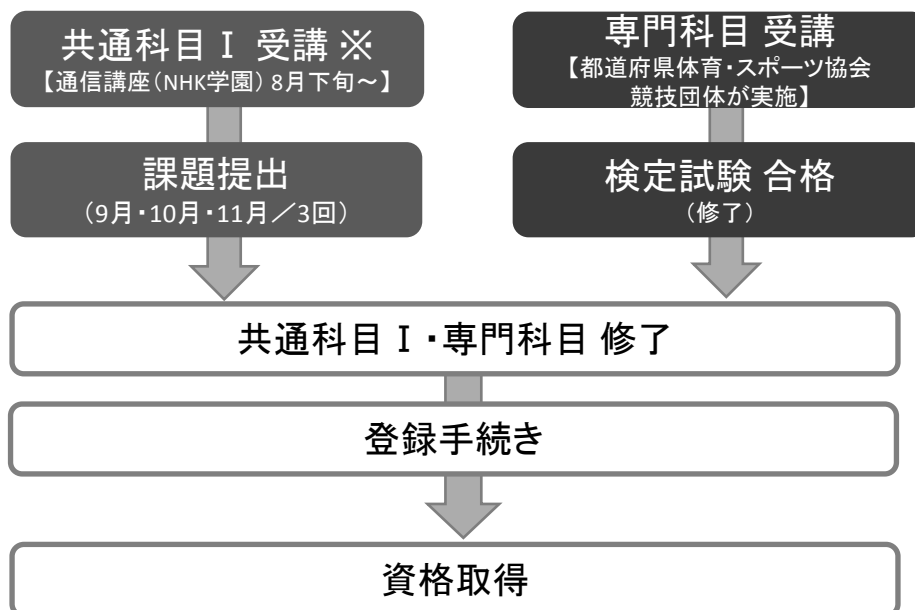 共通科目Ⅰ 受講 ※
【通信講座(NHK学園) 8月下旬~】
課題提出
(9月・10月・11月/3回)
専門科目 受講
【都道府県体育・スポーツ協会
競技団体が実施】
検定試験 合格
(修了)
共通科目Ⅰ・専門科目 修了
登録手続き
資格取得